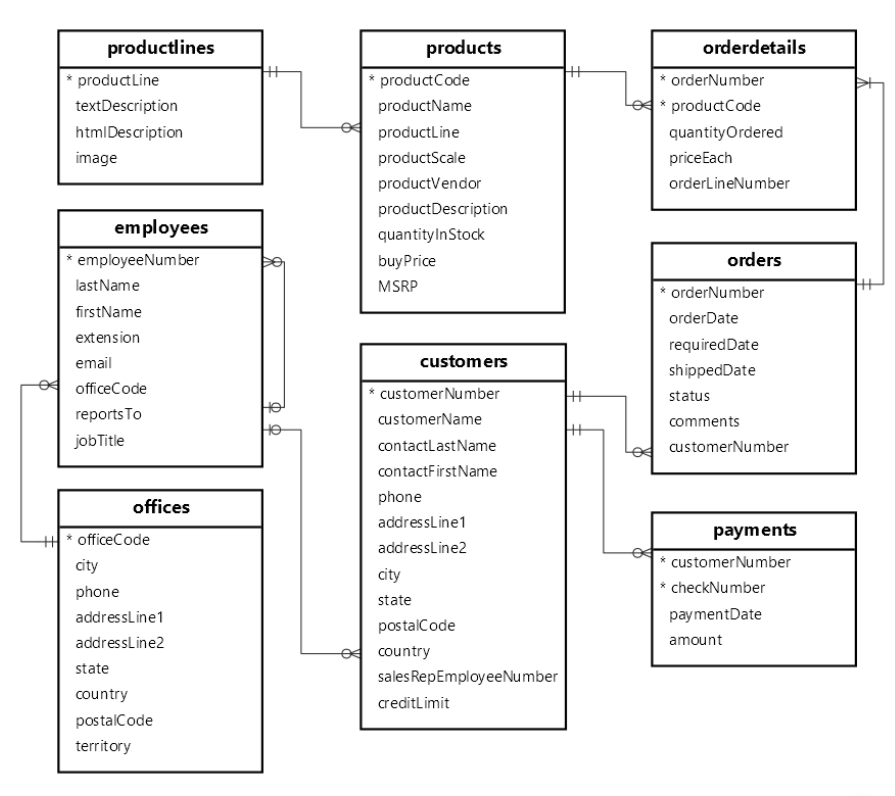 productlines
* productLine
textDescription
htmlDescription
image
products
* productCode
productName
productLine
productScale
productVendor
productDescription
quantityInStock
buyPrice
MSRP
orderdetails
* orderNumber
* productCode
quantityOrdered
priceEach
orderLineNumber
employees
* employeeNumber
lastName
firstName
extension
email
officeCode
reportsTo
jobTitle
customers
* customerNumber
customerName
contactLastName
contactFirstName
phone
addressLine1
addressLine2
city
state
postalCode
country
salesRepEmployeeNumber
creditLimit
orders
* orderNumber
orderDate
requiredDate
shippedDate
status
comments
customerNumber
offices
* officeCode
city
phone
addressLine1
addressLine2
state
country
postalCode
territory
payments
* customerNumber
* checkNumber
paymentDate
amount